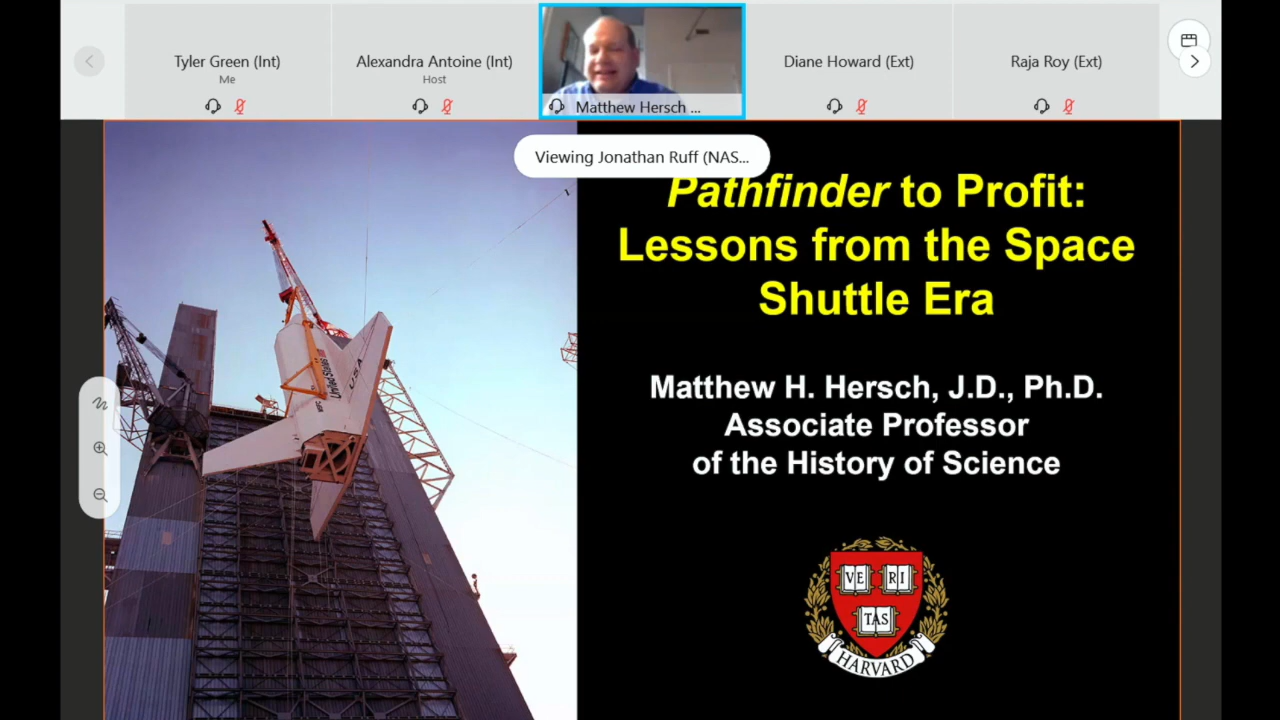 Tyler Green (Int)
Me
Alexandra Antoine (Int)
Host
Matthew Hersch ...
Diane Howard (Ext)
Raja Roy (Ext)
Viewing Jonathan Ruff (NAS...
Pathfinder to Profit:
Lessons from the Space
Shuttle Era
Matthew H. Hersch, J.D., Ph.D.
Associate Professor
of the History of Science
United States
USA
VE RI
TAS
HARVARD